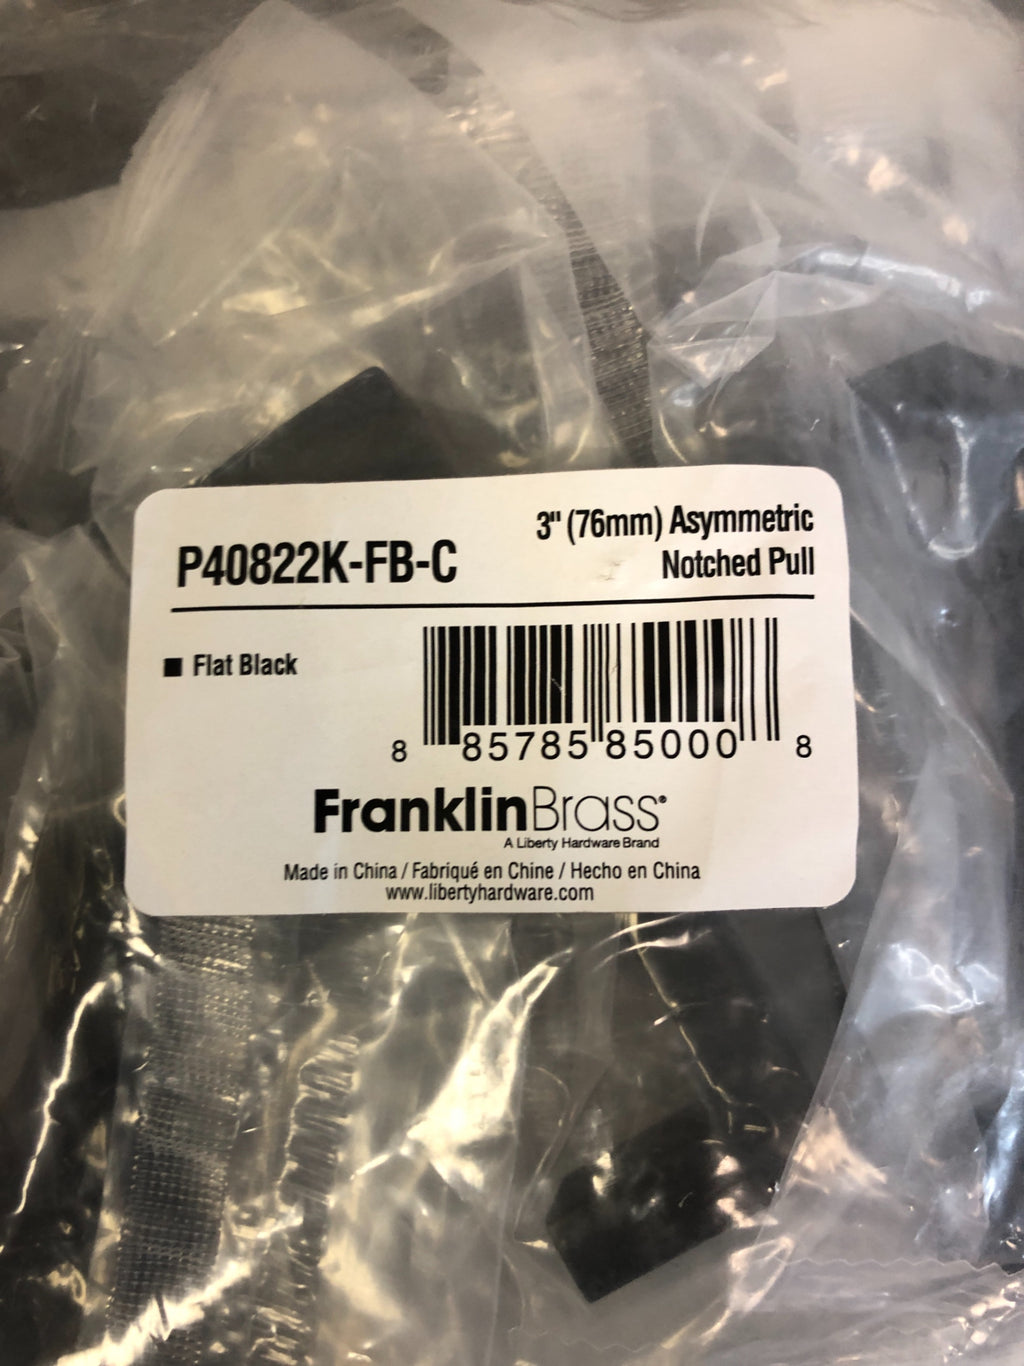 P40822K-FB-C
3" (76mm) Asymmetric
Notched Pull
Flat Black
8 85785 85000 8
FranklinBrass®
A Liberty Hardware Brand
Made in China / Fabriqué en Chine / Hecho en China
www.libertyhardware.com